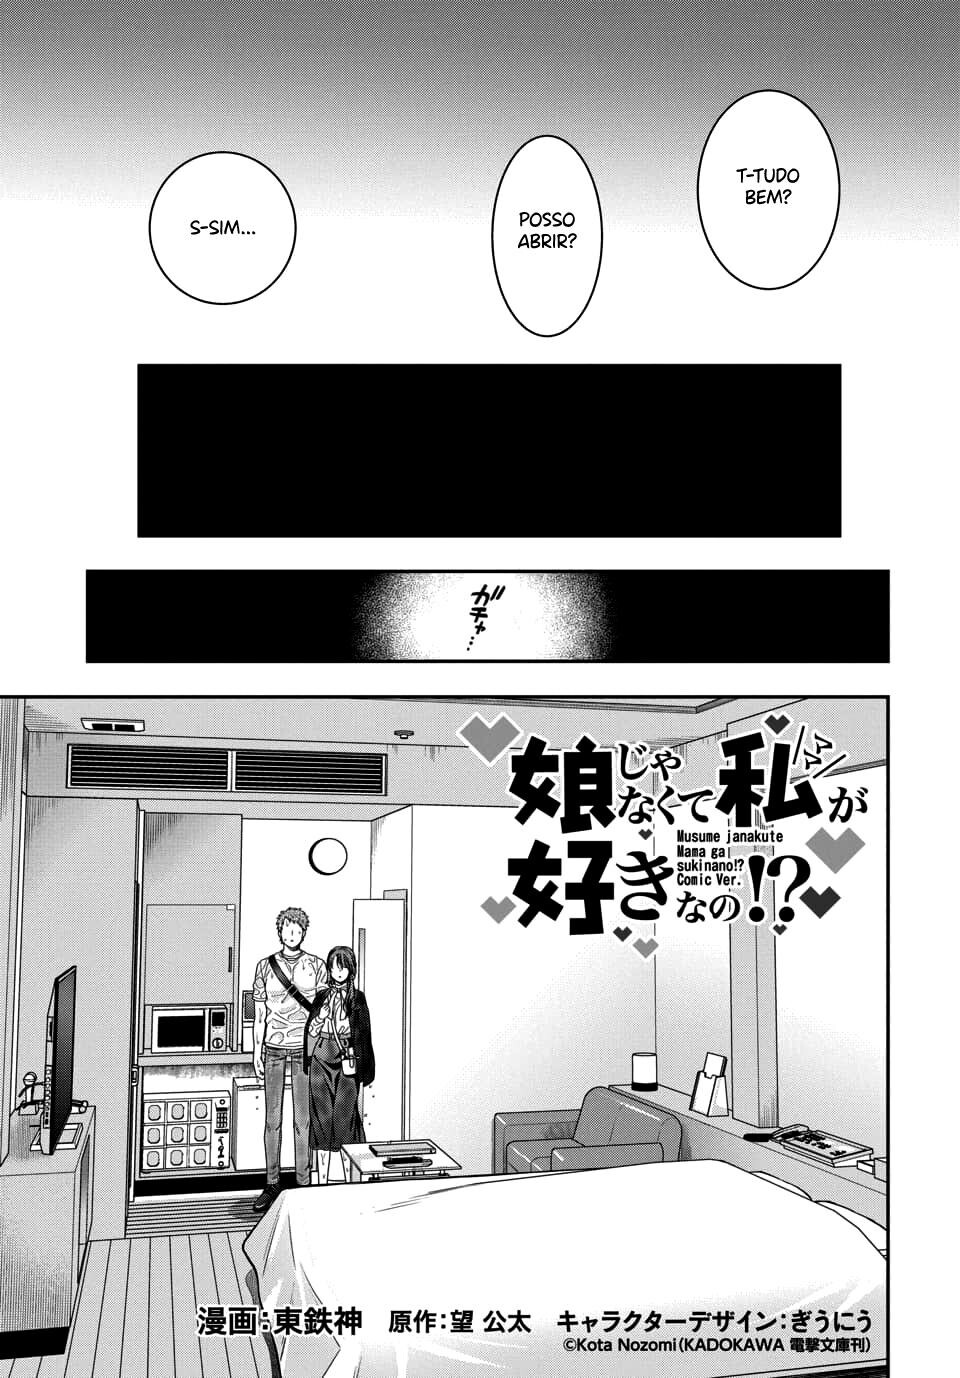 T-TUDO
BEM?
POSSO
ABRIR?
S-SIM...
ガチャ…
娘じゃなくて私が
ママ
好きなの!?
Musume janakute
Mama ga
sukinano!?
Comic Ver.
漫画:東鉄神　原作:望 公太　キャラクターデザイン:ぎうにう
©Kota Nozomi(KADOKAWA 電撃文庫刊)